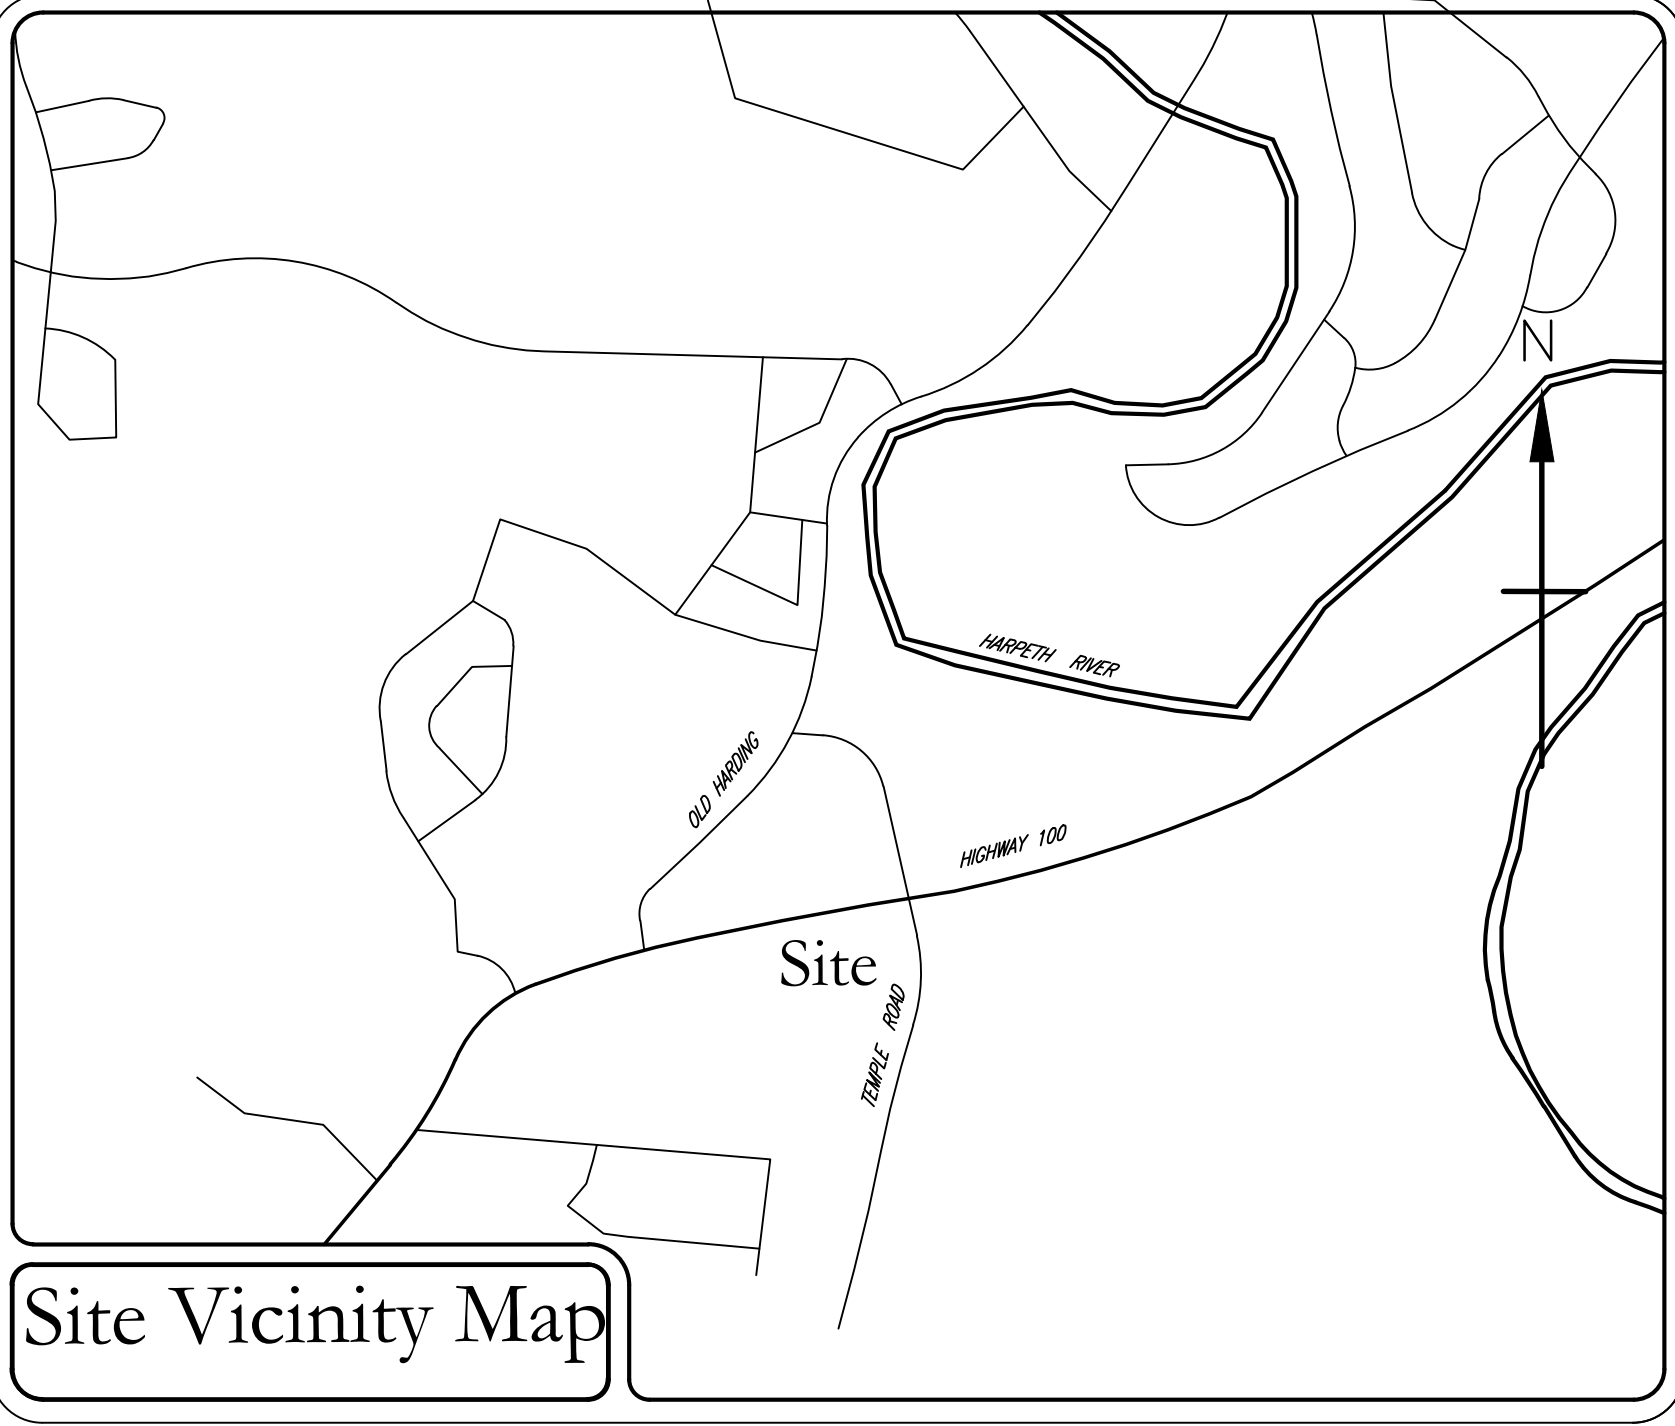 N
HARPETH RIVER
OLD HARDING
HIGHWAY 100
Site
TEMPLE ROAD
Site Vicinity Map